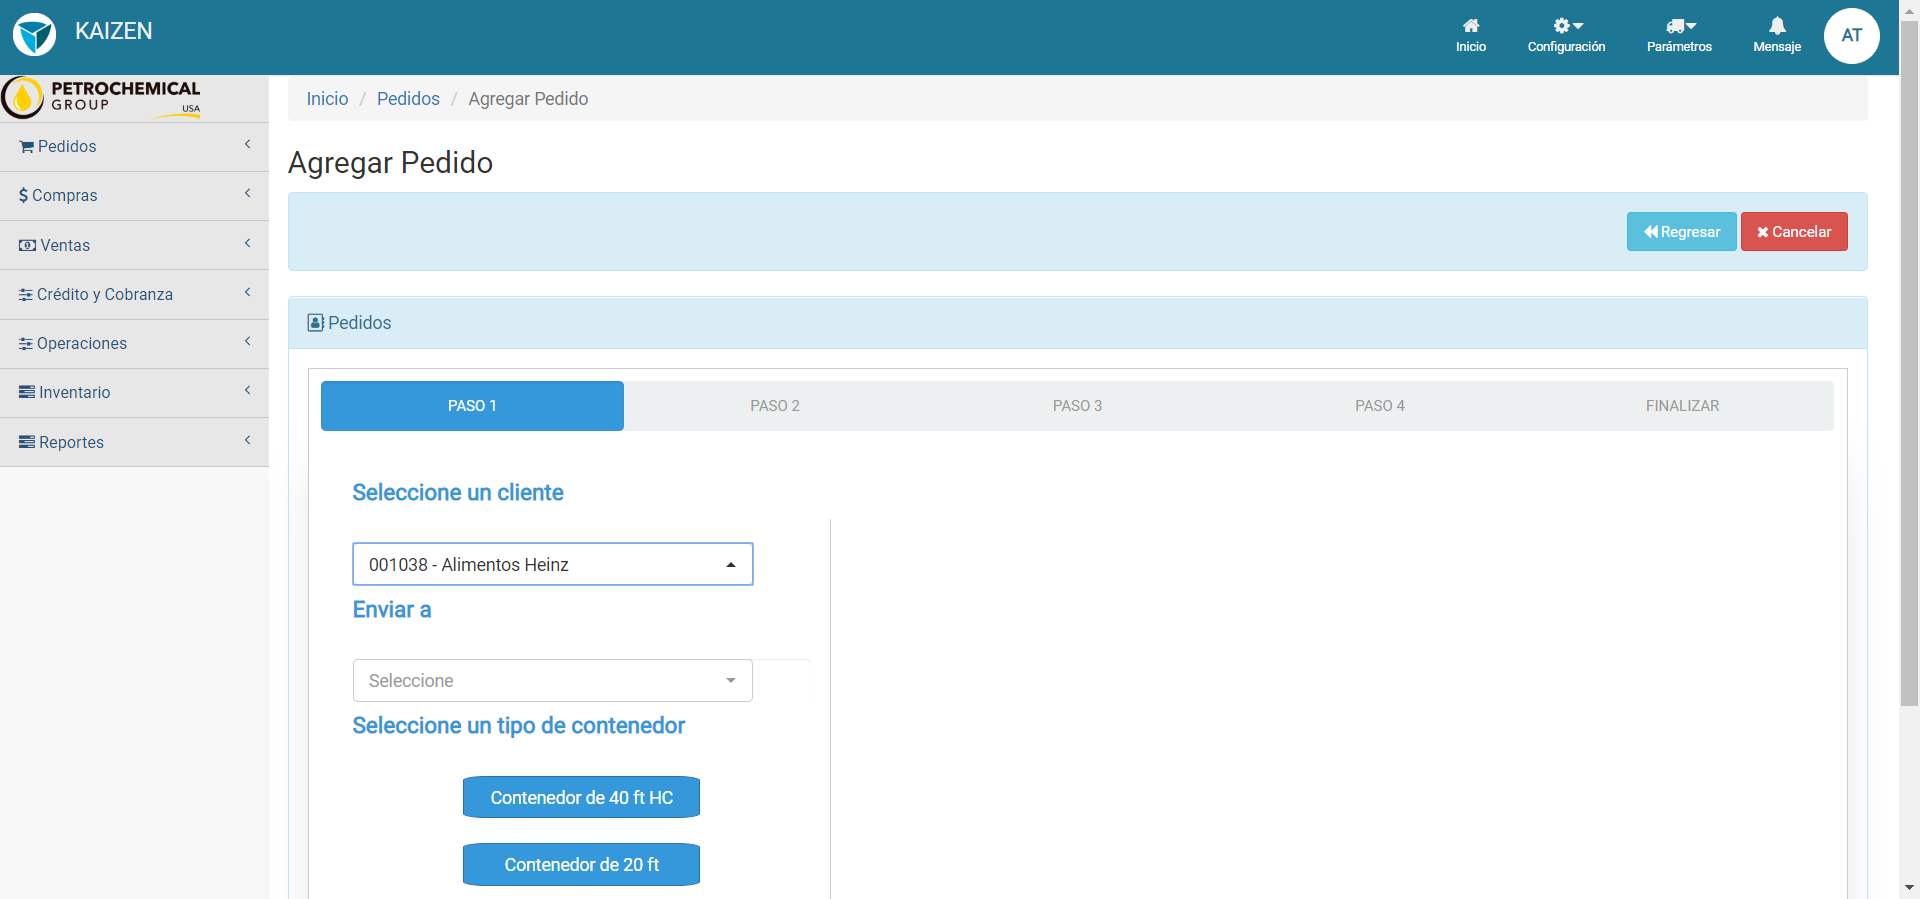 KAIZEN
Inicio
Configuración
Parámetros
Mensaje
AT
PETROCHEMICAL
GROUP
USA
Pedidos
Compras
Ventas
Crédito y Cobranza
Operaciones
Inventario
Reportes
Inicio / Pedidos / Agregar Pedido
Agregar Pedido
Regresar
Cancelar
Pedidos
PASO 1
PASO 2
PASO 3
PASO 4
FINALIZAR
Seleccione un cliente
001038 - Alimentos Heinz
Enviar a
Seleccione
Seleccione un tipo de contenedor
Contenedor de 40 ft HC
Contenedor de 20 ft